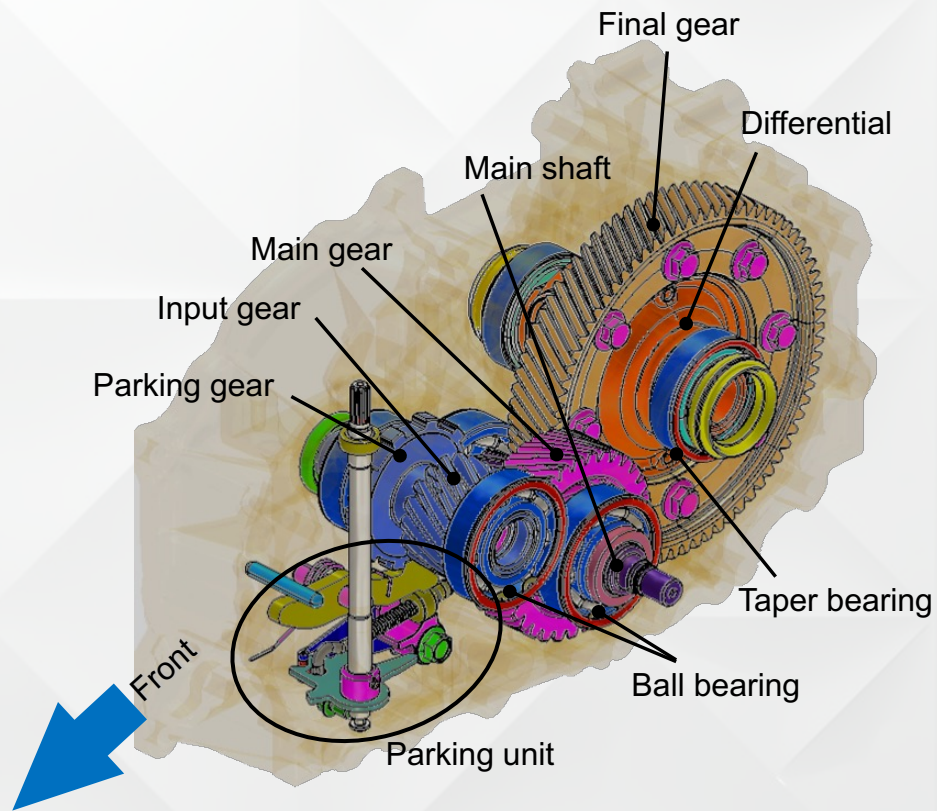 Final gear
Differential
Main shaft
Main gear
Input gear
Parking gear
Taper bearing
Ball bearing
Front
Parking unit